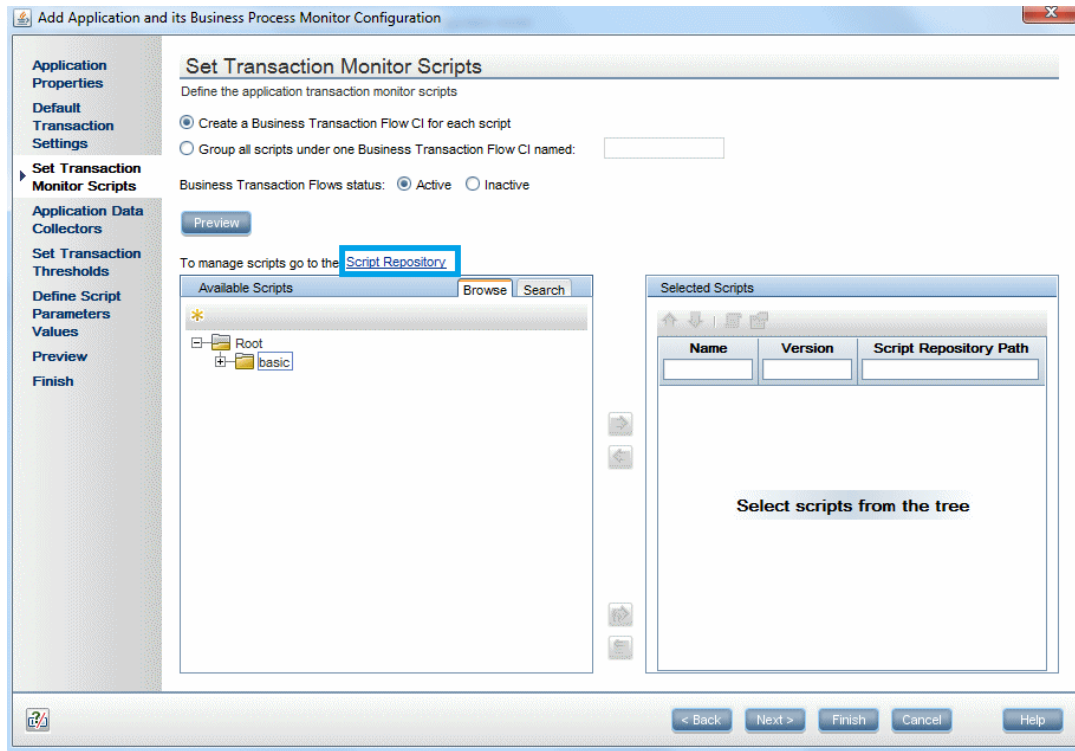 Add Application and its Business Process Monitor Configuration
Application
Properties
Default
Transaction
Settings
Set Transaction
Monitor Scripts
Application Data
Collectors
Set Transaction
Thresholds
Define Script
Parameters
Values
Preview
Finish
Set Transaction Monitor Scripts
Define the application transaction monitor scripts
Create a Business Transaction Flow CI for each script
Group all scripts under one Business Transaction Flow CI named:
Business Transaction Flows status: Active Inactive
Preview
To manage scripts go to the Script Repository
Available Scripts Browse Search
Root
basic
Selected Scripts
Name Version Script Repository Path
Select scripts from the tree
< Back Next > Finish Cancel Help